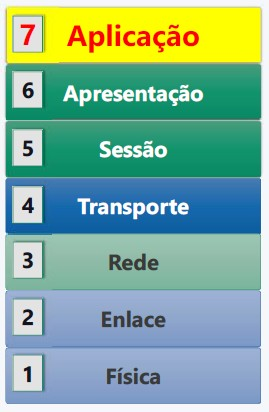 7 Aplicação
6 Apresentação
5 Sessão
4 Transporte
3 Rede
2 Enlace
1 Física